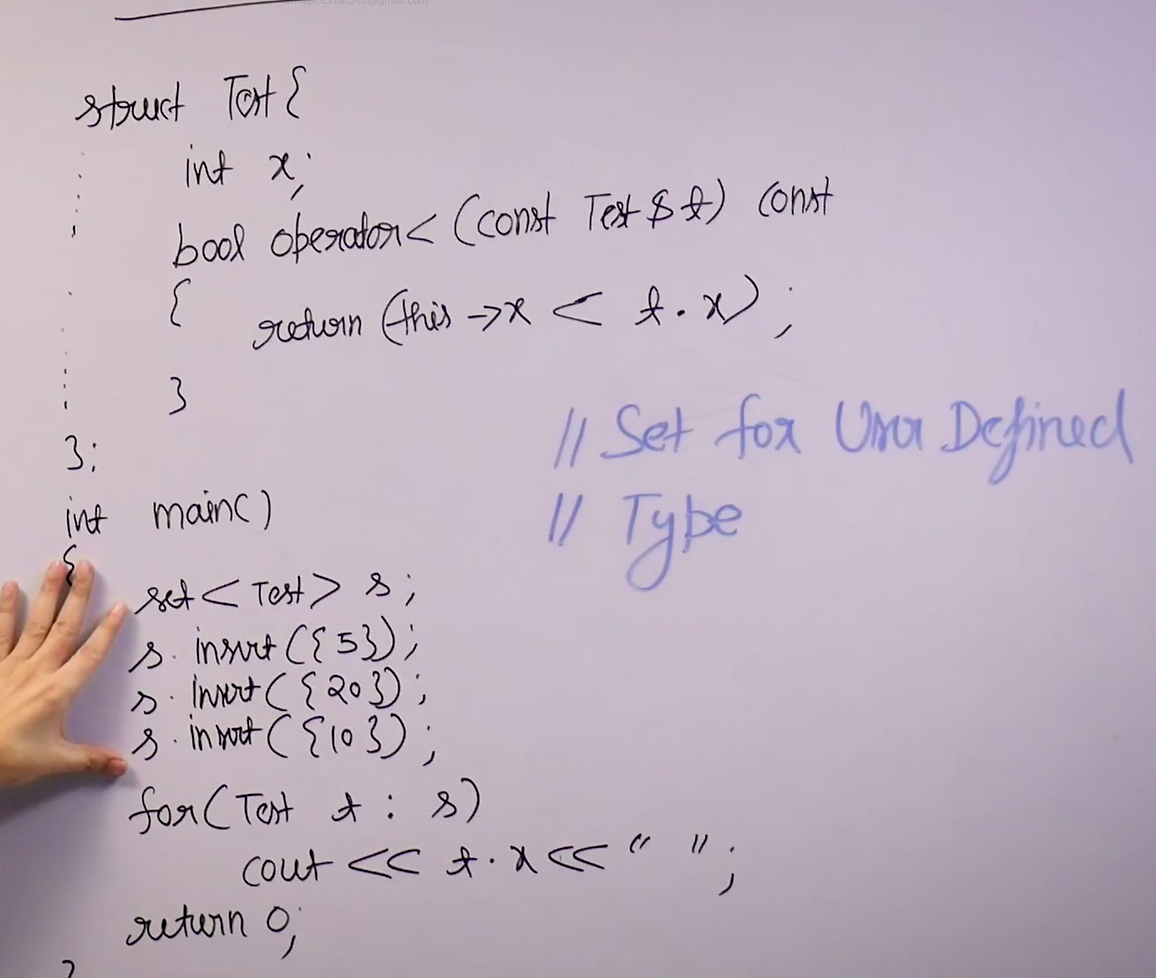 struct Test {
int x;
bool operator< (const Test & t) const
{ return (this->x < t.x);
}
};
// Set for User Defined
// Type
int main()
{
set<Test> s;
s.insert({5});
s.insert({20});
s.insert({10});
for(Test t : s)
cout << t.x << " ";
return 0;
}